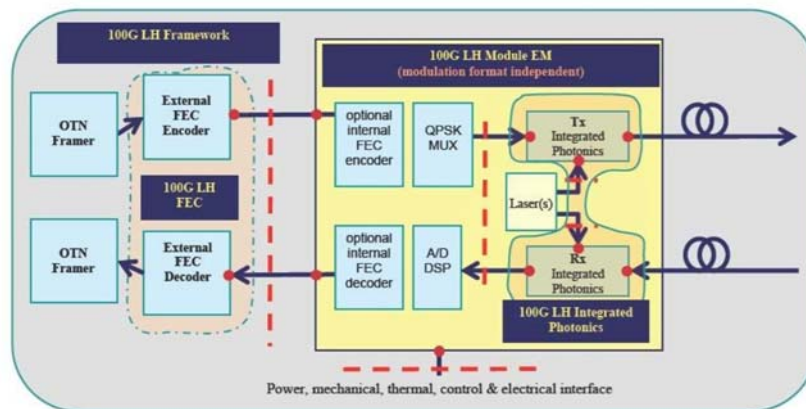 100G LH Framework
100G LH Module EM
(modulation format independent)
OTN
Framer
External
FEC
Encoder
optional
internal
FEC
encoder
QPSK
MUX
Tx
Integrated
Photonics
100G LH
FEC
Laser(s)
OTN
Framer
External
FEC
Decoder
optional
internal
FEC
decoder
A/D
DSP
Rx
Integrated
Photonics
100G LH Integrated
Photonics
Power, mechanical, thermal, control & electrical interface